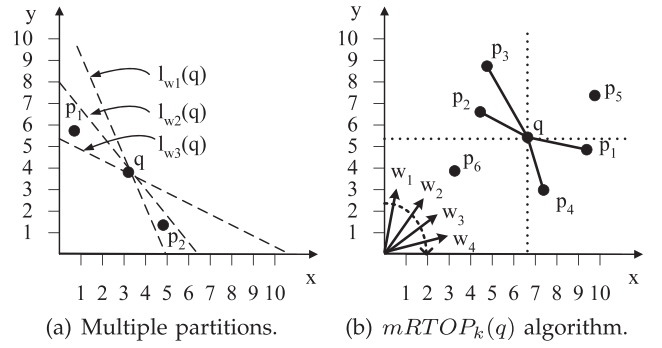 y
10
9
8
7
6
5
4
3
2
1
1 2 3 4 5 6 7 8 9 10
x
l_w1(q)
l_w2(q)
l_w3(q)
p_1
q
p_2
(a) Multiple partitions.
y
10
9
8
7
6
5
4
3
2
1
1 2 3 4 5 6 7 8 9 10
x
p_3
p_2
q
p_5
p_1
p_6
p_4
w_1
w_2
w_3
w_4
(b) mRTOP_k(q) algorithm.